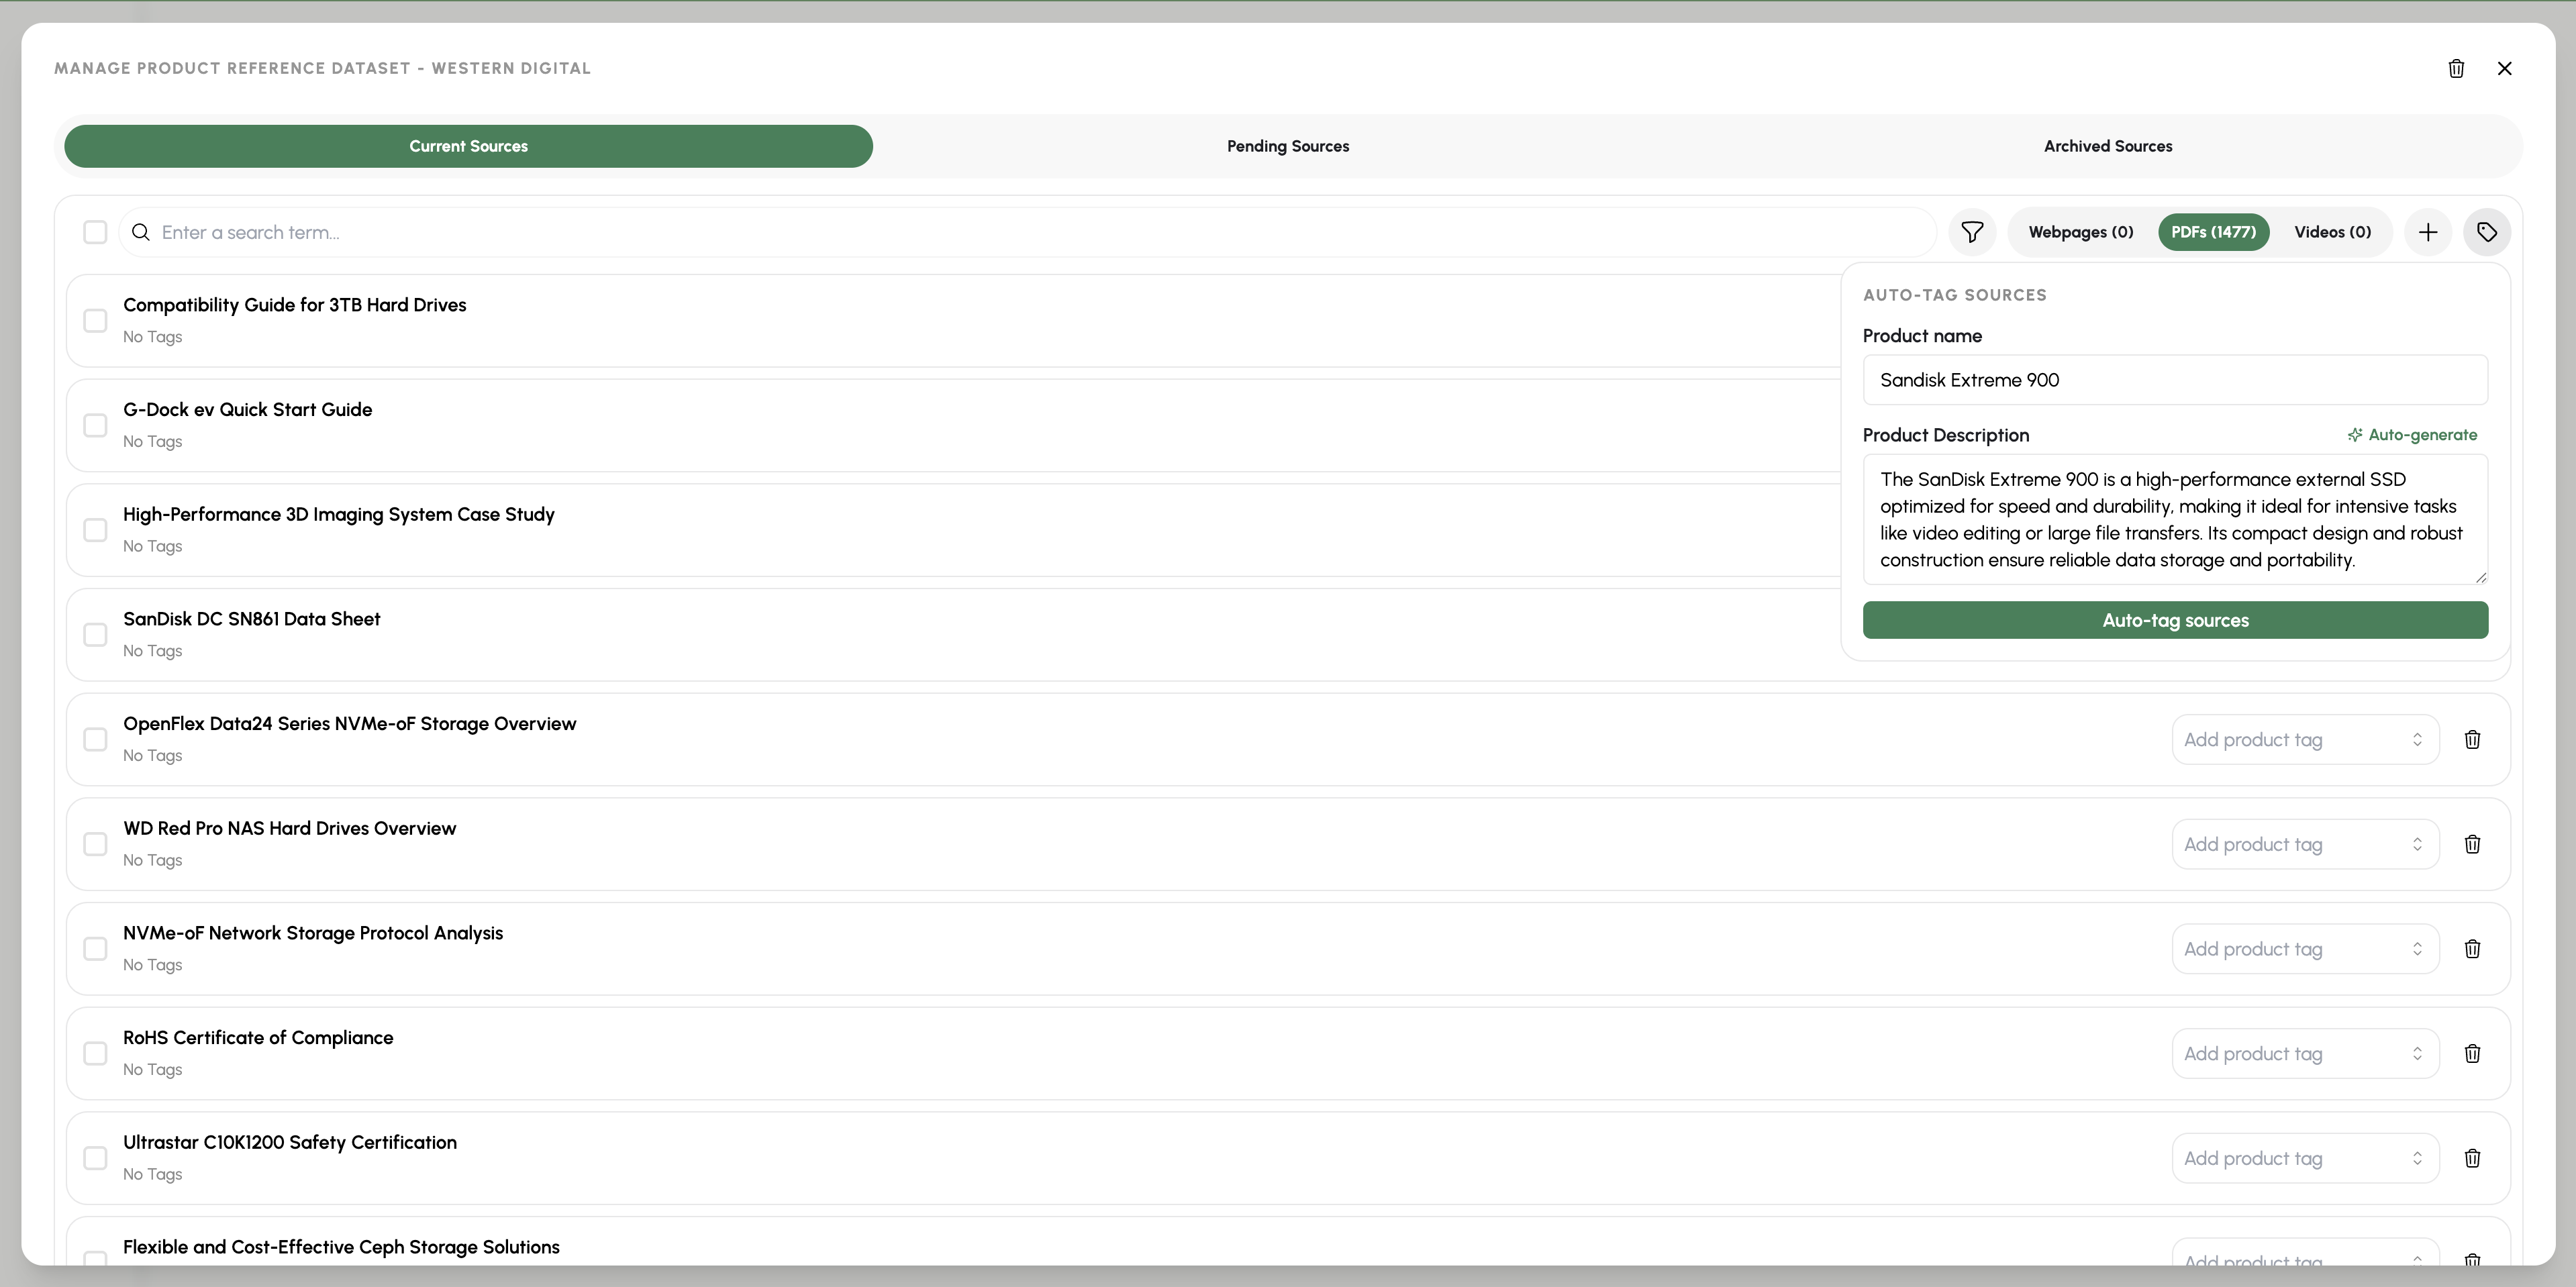 MANAGE PRODUCT REFERENCE DATASET - WESTERN DIGITAL
Current Sources
Pending Sources
Archived Sources
Enter a search term...
Webpages (0)
PDFs (1477)
Videos (0)
AUTO-TAG SOURCES
Product name
Sandisk Extreme 900
Product Description
Auto-generate
The SanDisk Extreme 900 is a high-performance external SSD
optimized for speed and durability, making it ideal for intensive tasks
like video editing or large file transfers. Its compact design and robust
construction ensure reliable data storage and portability.
Auto-tag sources
Compatibility Guide for 3TB Hard Drives
No Tags
G-Dock ev Quick Start Guide
No Tags
High-Performance 3D Imaging System Case Study
No Tags
SanDisk DC SN861 Data Sheet
No Tags
OpenFlex Data24 Series NVMe-oF Storage Overview
No Tags
Add product tag
WD Red Pro NAS Hard Drives Overview
No Tags
Add product tag
NVMe-oF Network Storage Protocol Analysis
No Tags
Add product tag
RoHS Certificate of Compliance
No Tags
Add product tag
Ultrastar C10K1200 Safety Certification
No Tags
Add product tag
Flexible and Cost-Effective Ceph Storage Solutions
Add product tag